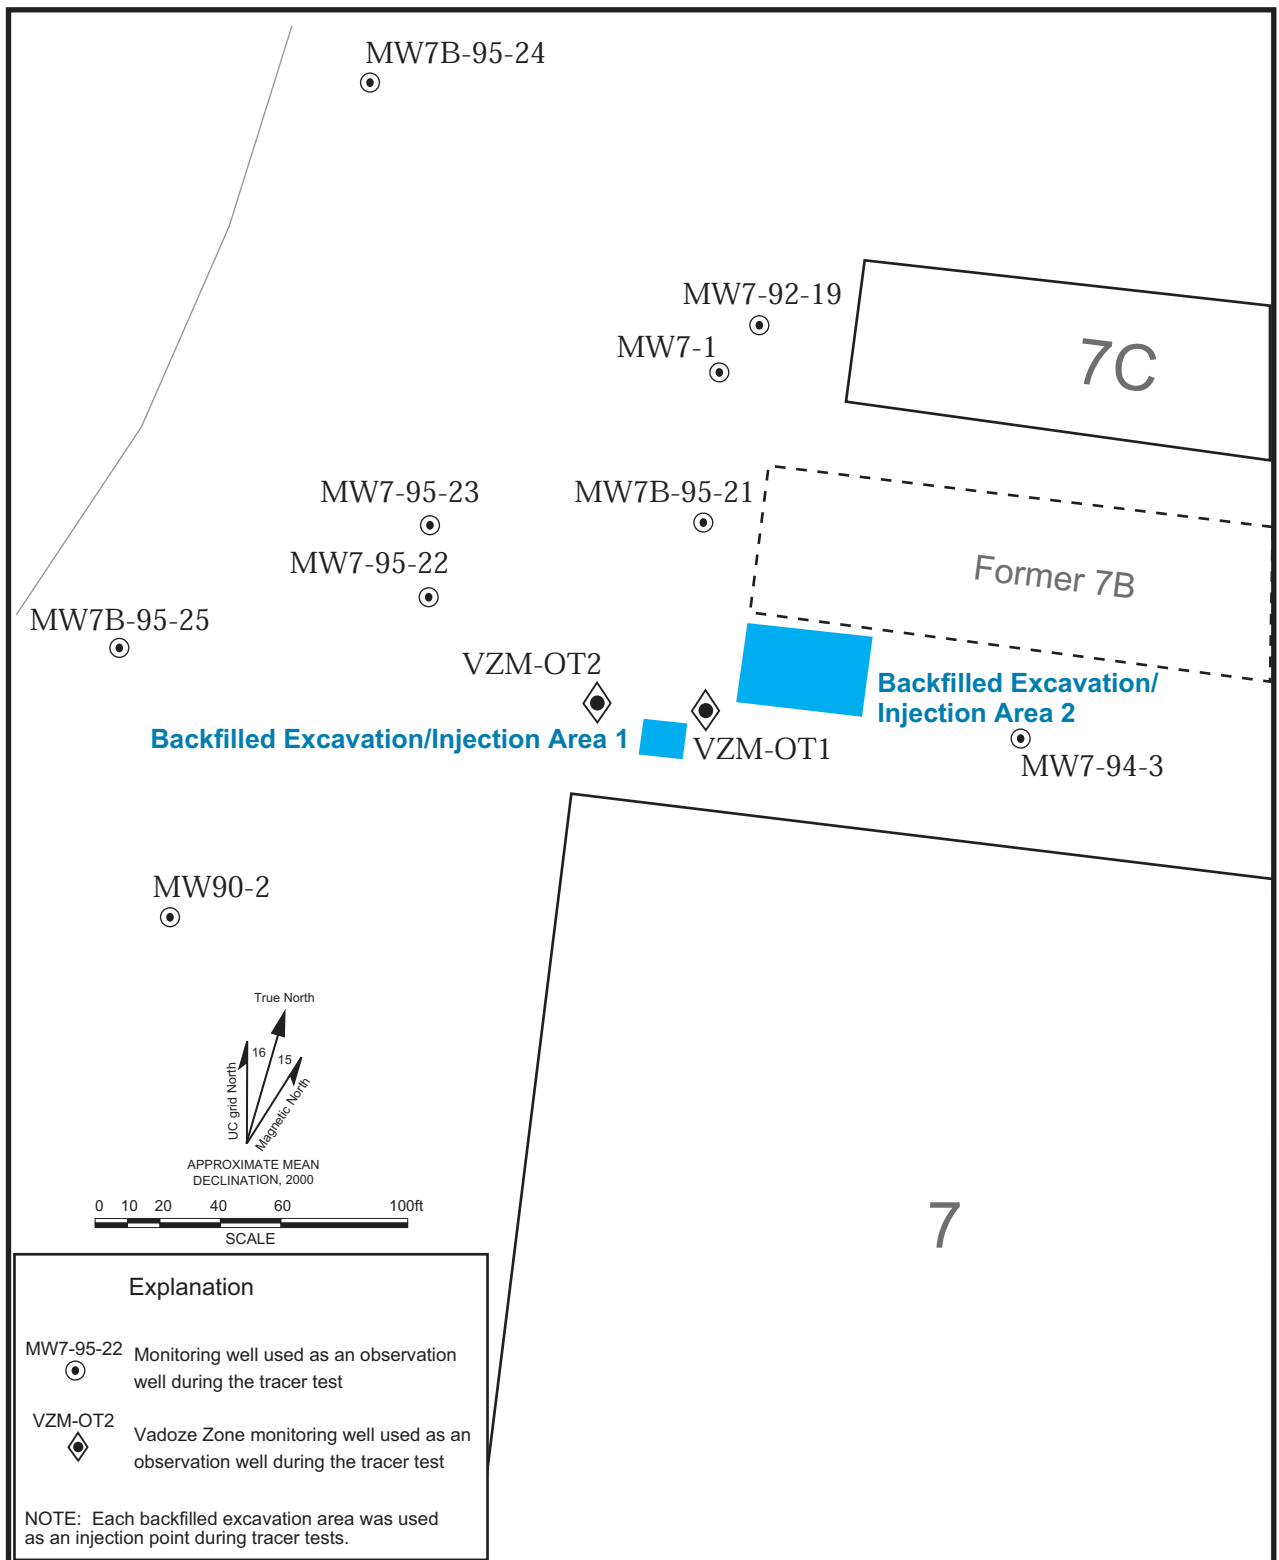 MW7B-95-24
MW7-92-19
MW7-1
7C
MW7-95-23
MW7B-95-21
MW7-95-22
Former 7B
MW7B-95-25
VZM-OT2
Backfilled Excavation/
Injection Area 2
Backfilled Excavation/Injection Area 1
VZM-OT1
MW7-94-3
MW90-2
True North
16
15
UC grid North
Magnetic North
APPROXIMATE MEAN
DECLINATION, 2000
0 10 20 40 60 100ft
SCALE
7
Explanation
MW7-95-22
Monitoring well used as an observation
well during the tracer test
VZM-OT2
Vadoze Zone monitoring well used as an
observation well during the tracer test
NOTE: Each backfilled excavation area was used
as an injection point during tracer tests.